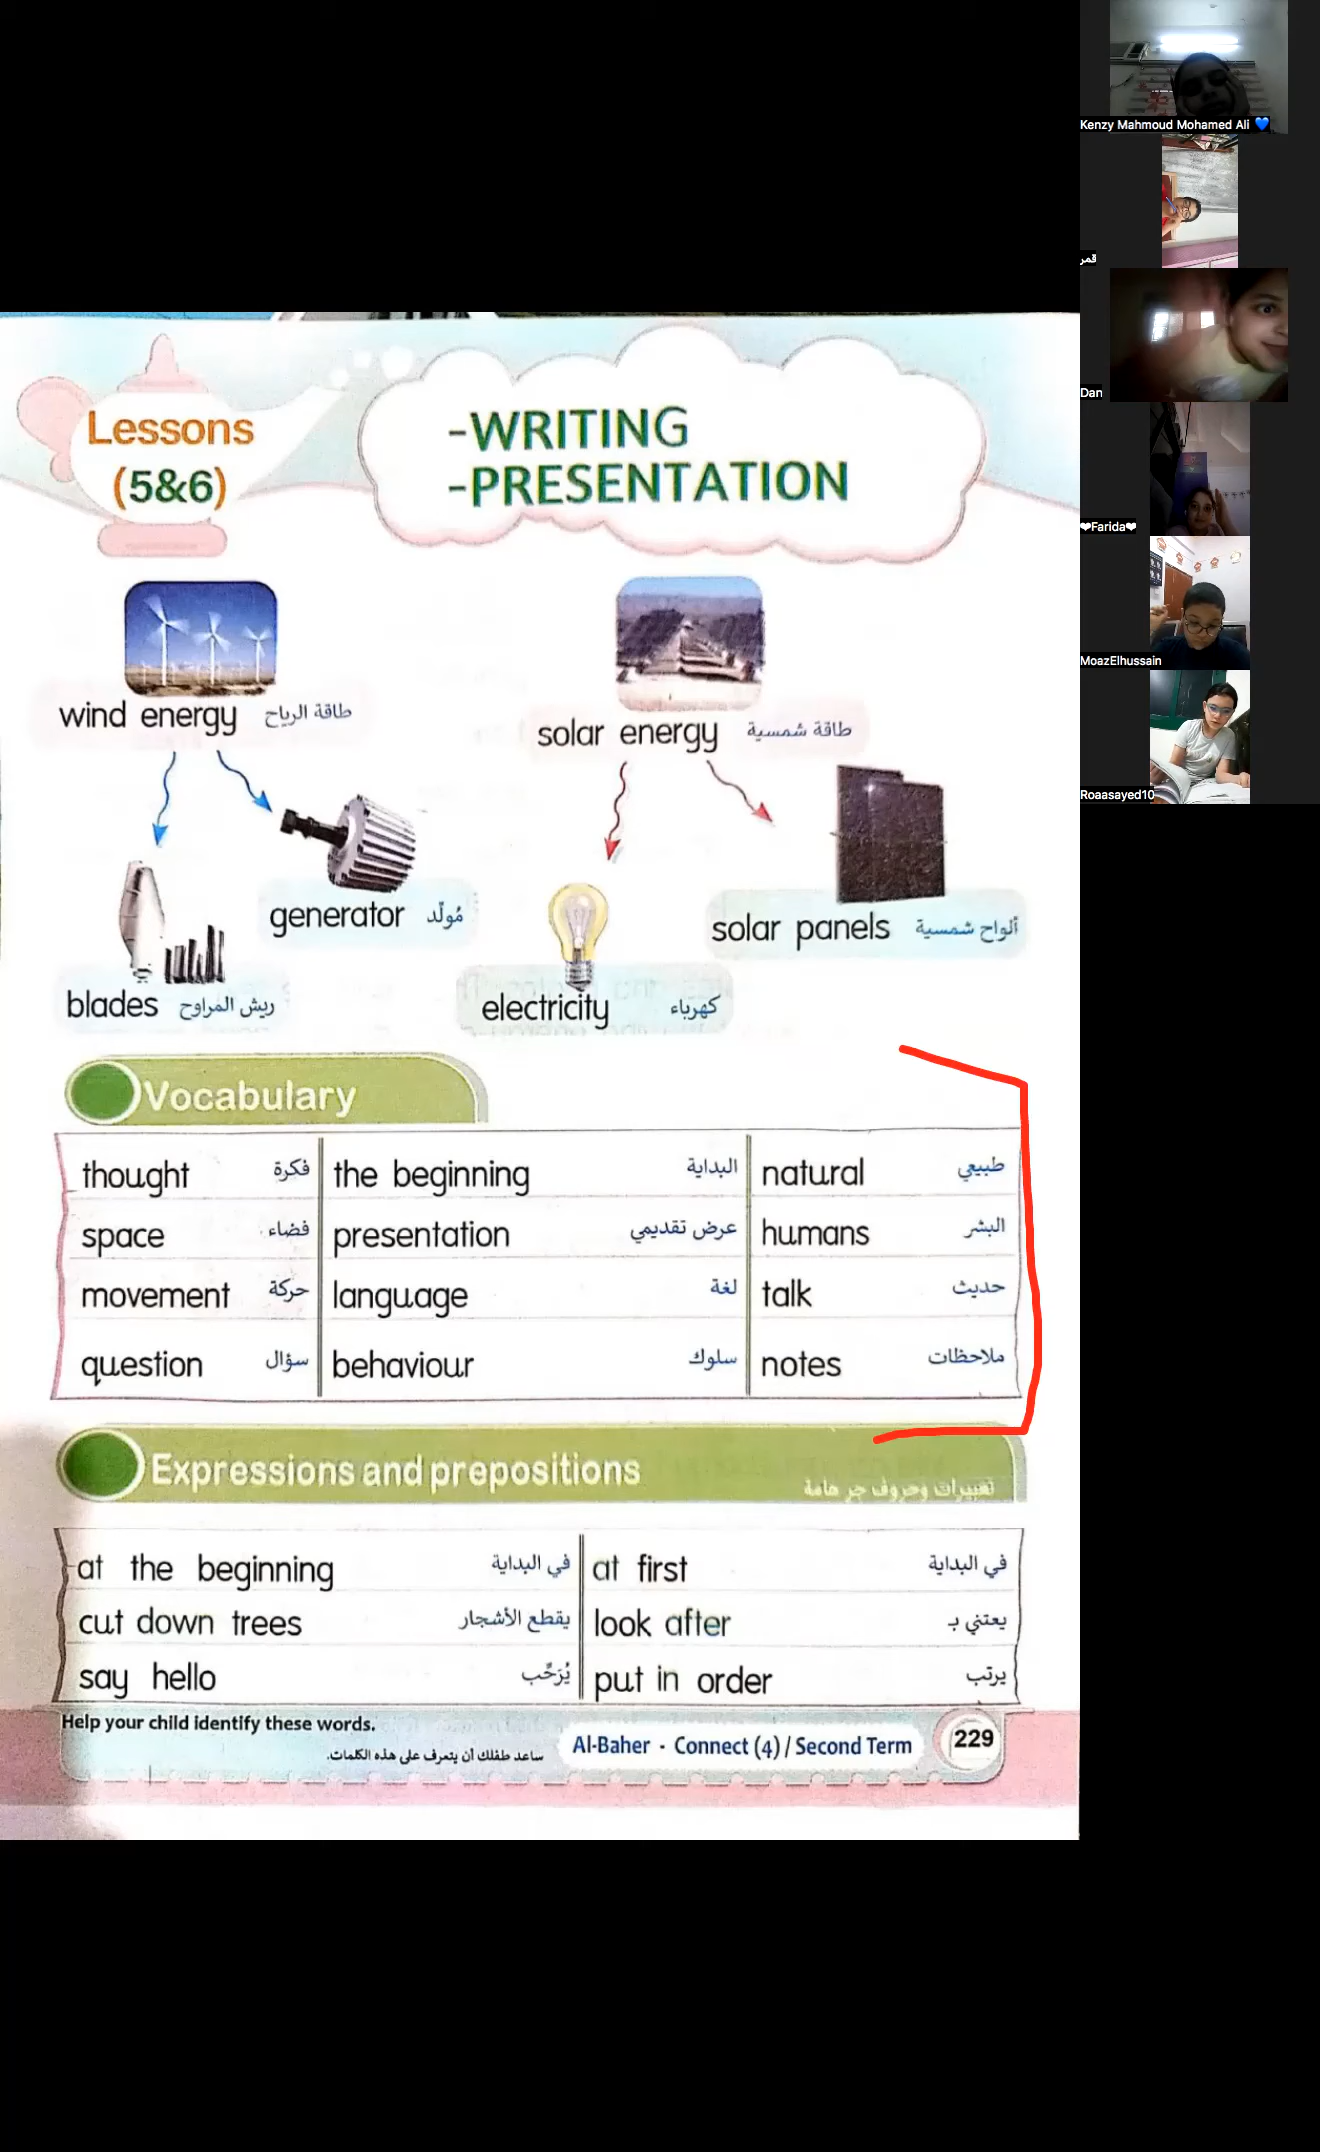 Lessons
(5&6)
-WRITING
-PRESENTATION
wind energy طاقة الرياح
solar energy طاقة شمسية
generator مُولّد
solar panels ألواح شمسية
blades ريش المراوح
electricity كهرباء
Vocabulary
thought فكرة the beginning البداية natural طبيعي
space فضاء presentation عرض تقديمي humans البشر
movement حركة language لغة talk حديث
question سؤال behaviour سلوك notes ملاحظات
Expressions and prepositions تعبيرات وحروف جر هامة
at the beginning في البداية at first في البداية
cut down trees يقطع الأشجار look after يعتني بـ
say hello يُرَحِّب put in order يرتب
Help your child identify these words.
ساعد طفلك أن يتعرف على هذه الكلمات.
Al-Baher - Connect (4) / Second Term
229
Kenzy Mahmoud Mohamed Ali 💙
قمر
Dan
❤Farida❤
MoazElhussain
Roaasayed10